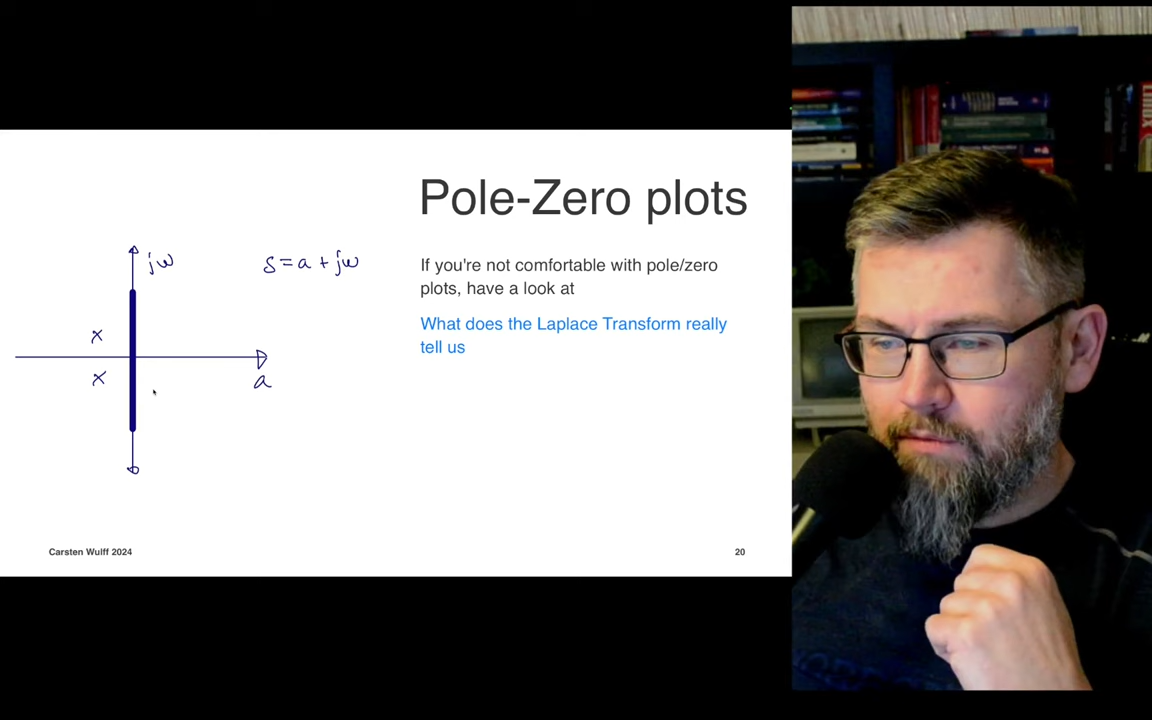 Pole-Zero plots
jω
s = a + jω
If you're not comfortable with pole/zero
plots, have a look at
What does the Laplace Transform really
tell us
x
x
a
Carsten Wulff 2024
20